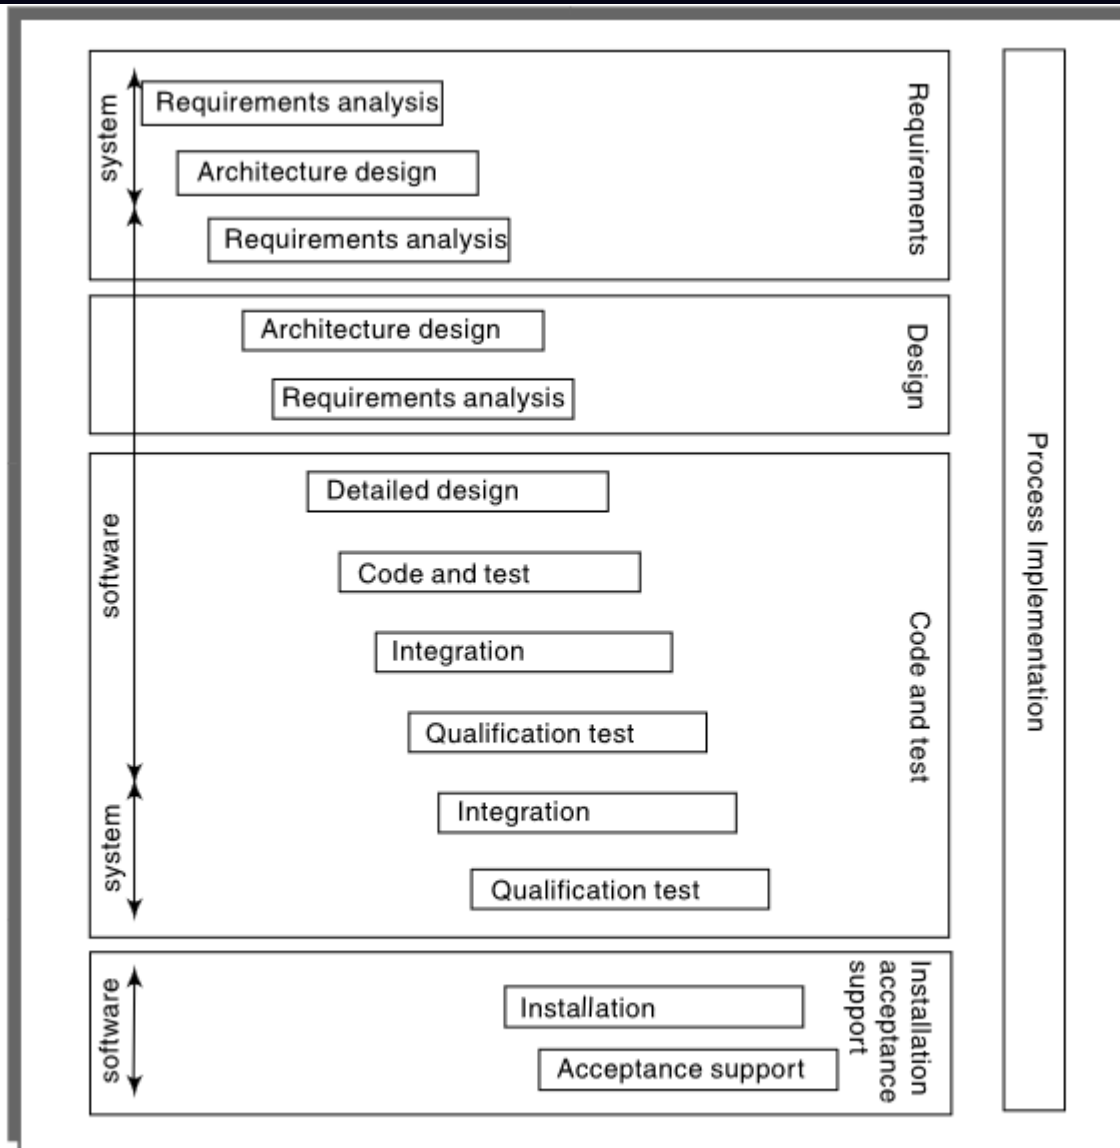 system
Requirements analysis
Architecture design
Requirements analysis
Requirements
Architecture design
Requirements analysis
Design
software
Detailed design
Code and test
Integration
Qualification test
Code and test
system
Integration
Qualification test
software
Installation
Acceptance support
Installation
acceptance
support
Process Implementation